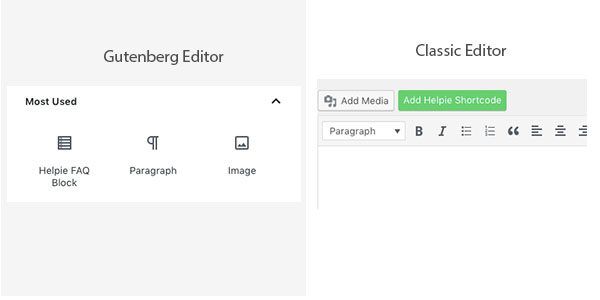 Gutenberg Editor
Most Used
Helpie FAQ
Block
Paragraph
Image
Classic Editor
Add Media
Add Helpie Shortcode
Paragraph
B I